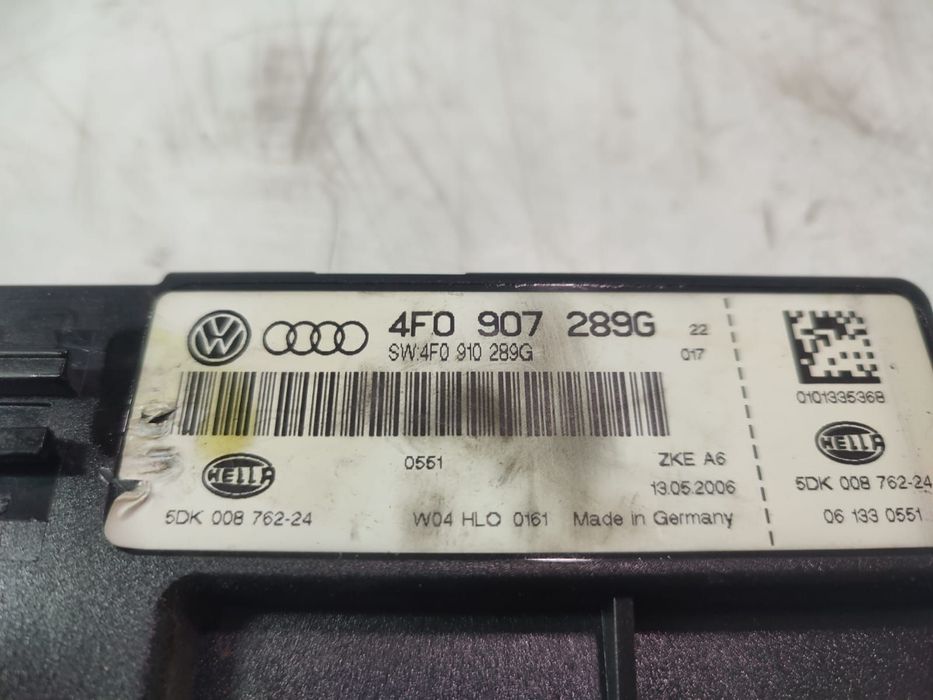 4F0 907 289G 22
SW:4F0 910 289G 017
0101335368
HELLA
0551 ZKE A6
13.05.2006
5DK 008 762-24
W04 HLO 0161 Made in Germany
HELLA
5DK 008 762-24
06 133 0551